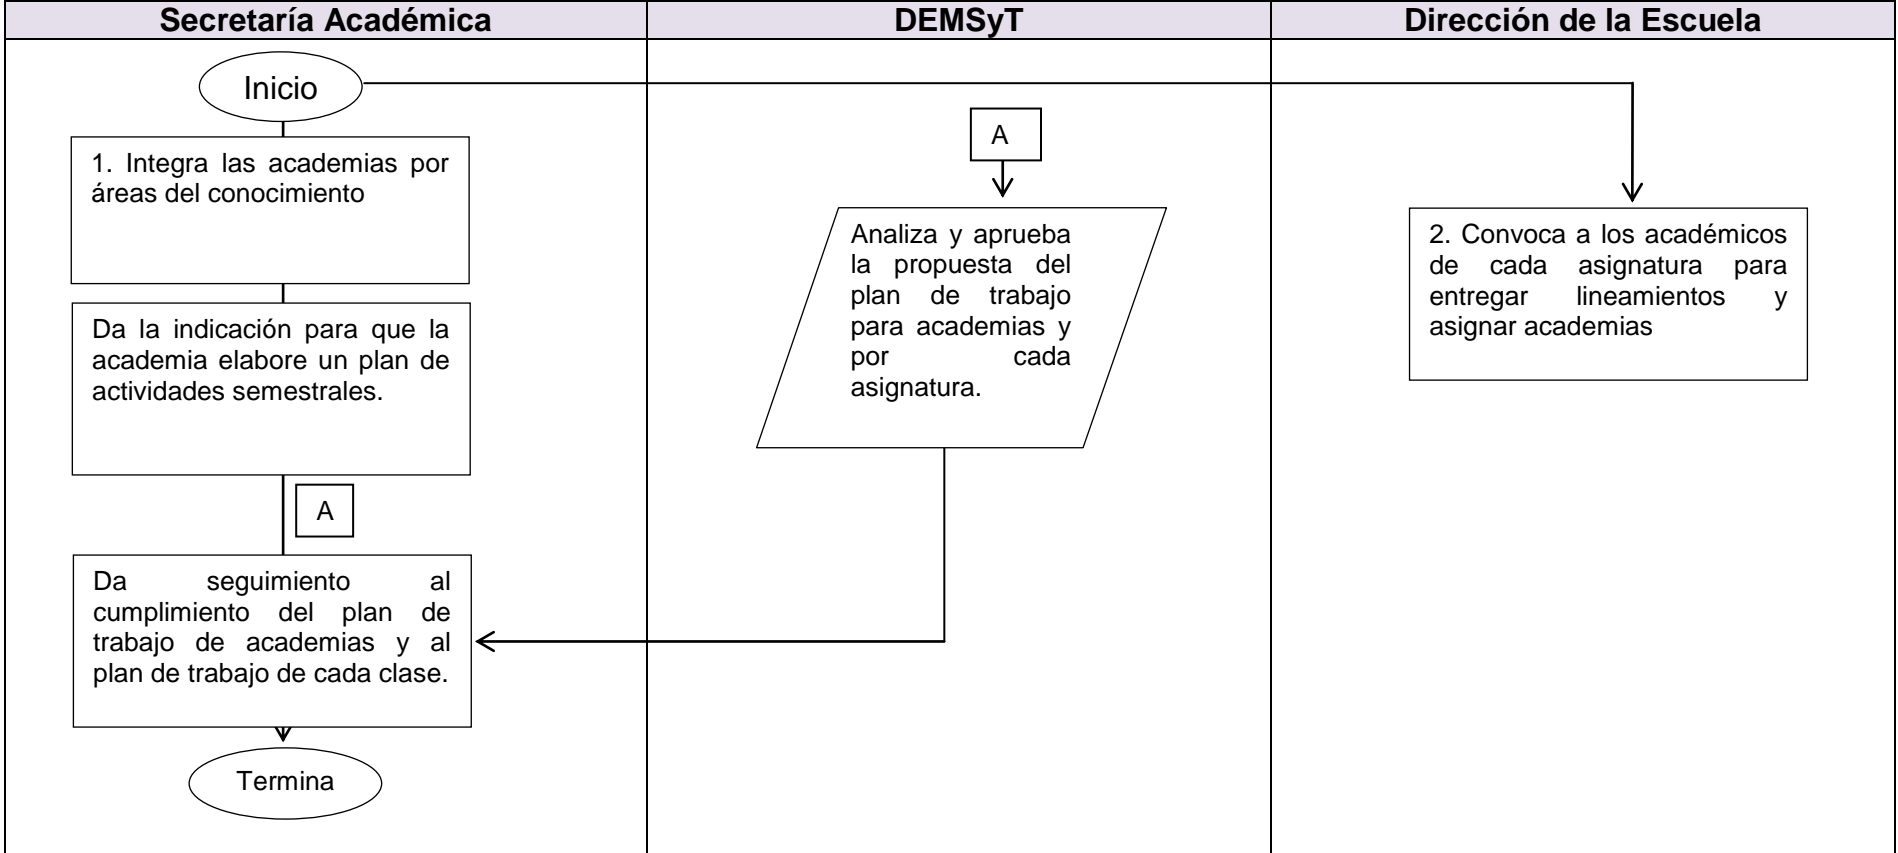 Secretaría Académica
DEMSyT
Dirección de la Escuela
Inicio
1. Integra las academias por
áreas del conocimiento
Da la indicación para que la
academia elabore un plan de
actividades semestrales.
A
Da seguimiento al
cumplimiento del plan de
trabajo de academias y al
plan de trabajo de cada clase.
Termina
A
Analiza y aprueba
la propuesta del
plan de trabajo
para academias y
por cada
asignatura.
2. Convoca a los académicos
de cada asignatura para
entregar lineamientos y
asignar academias